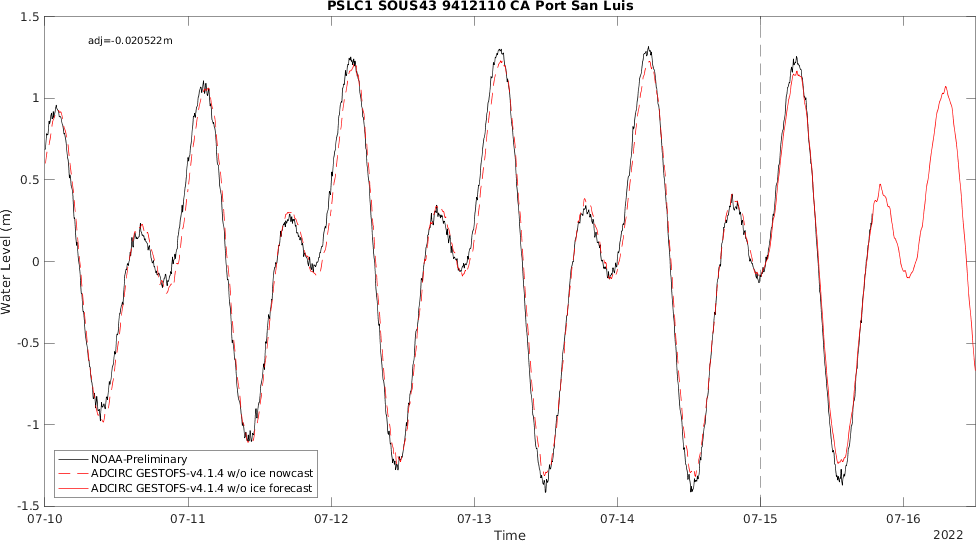 PSLC1 SOUS43 9412110 CA Port San Luis
adj=-0.020522m
1.5
1
0.5
0
-0.5
-1
-1.5
Water Level (m)
NOAA-Preliminary
ADCIRC GESTOFS-v4.1.4 w/o ice nowcast
ADCIRC GESTOFS-v4.1.4 w/o ice forecast
07-10 07-11 07-12 07-13 07-14 07-15 07-16
Time
2022